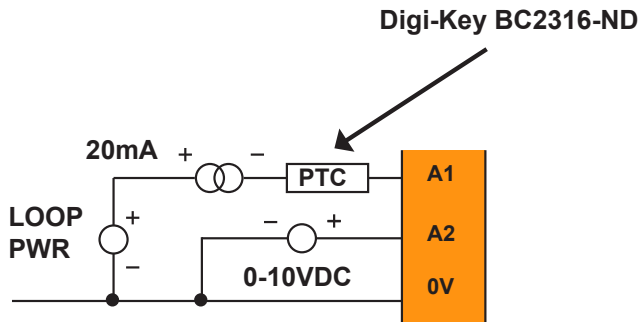 Digi-Key BC2316-ND
20mA + −
PTC
A1
LOOP
PWR
+
−
− +
A2
0-10VDC
0V